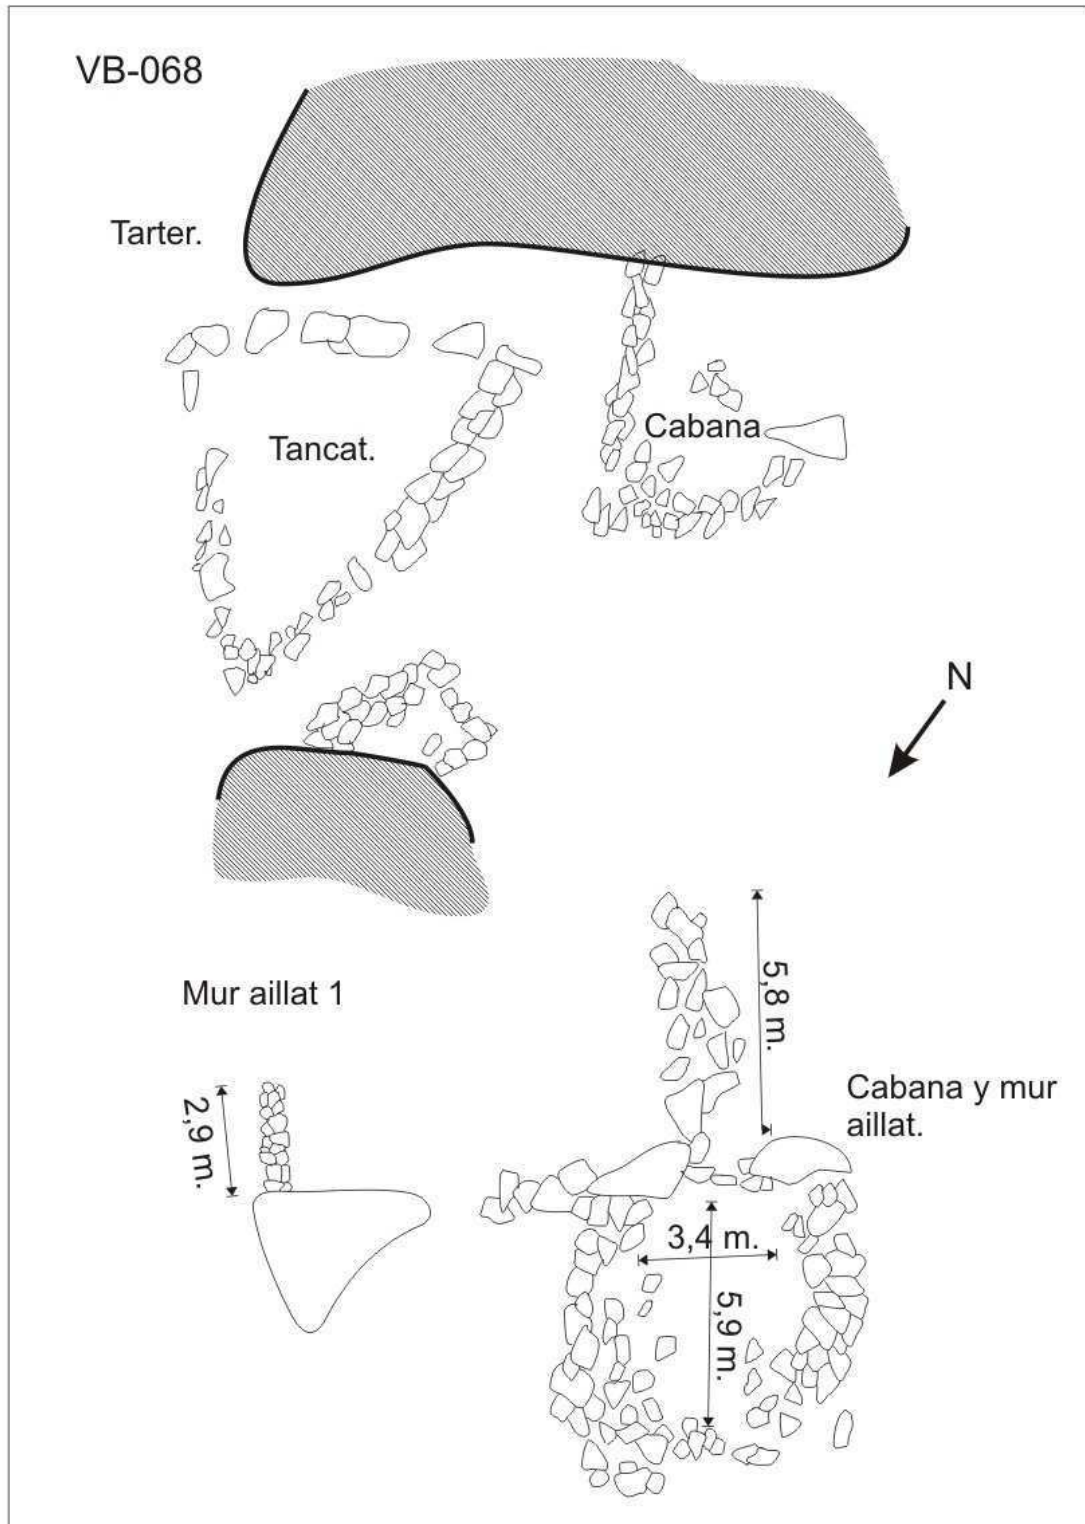 VB-068
Tarter.
Tancat.
Cabana
N
Mur aillat 1
2,9 m.
5,8 m.
Cabana y mur
aillat.
3,4 m.
5,9 m.